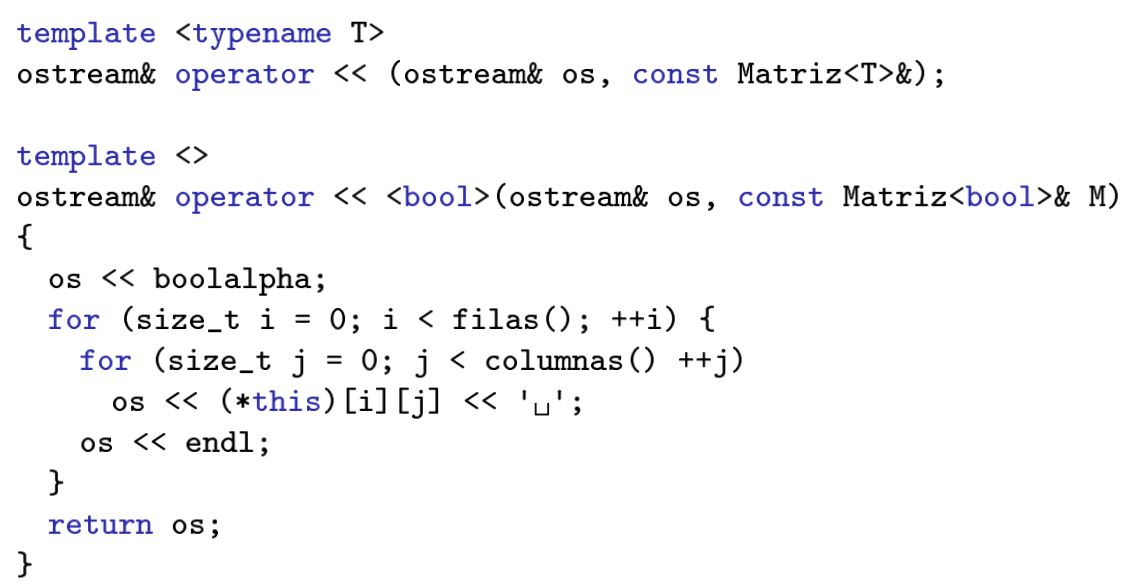 template <typename T>
ostream& operator << (ostream& os, const Matriz<T>&);
template <>
ostream& operator << <bool>(ostream& os, const Matriz<bool>& M)
{
os << boolalpha;
for (size_t i = 0; i < filas(); ++i) {
for (size_t j = 0; j < columnas() ++j)
os << (*this)[i][j] << '␣';
os << endl;
}
return os;
}